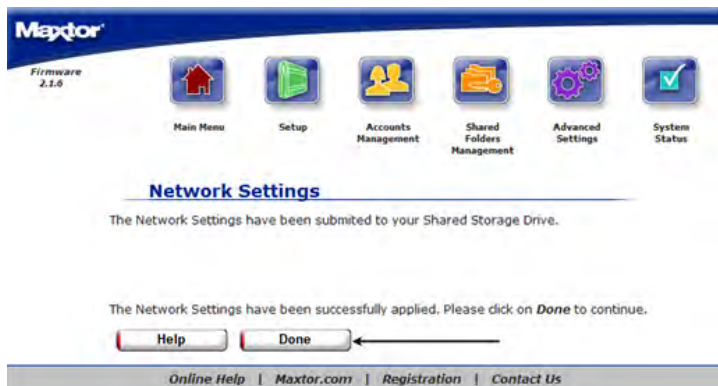 Maxtor
Firmware
2.1.6
Main Menu
Setup
Accounts
Management
Shared
Folders
Management
Advanced
Settings
System
Status
Network Settings
The Network Settings have been submited to your Shared Storage Drive.
The Network Settings have been successfully applied. Please click on Done to continue.
Help
Done
Online Help | Maxtor.com | Registration | Contact Us